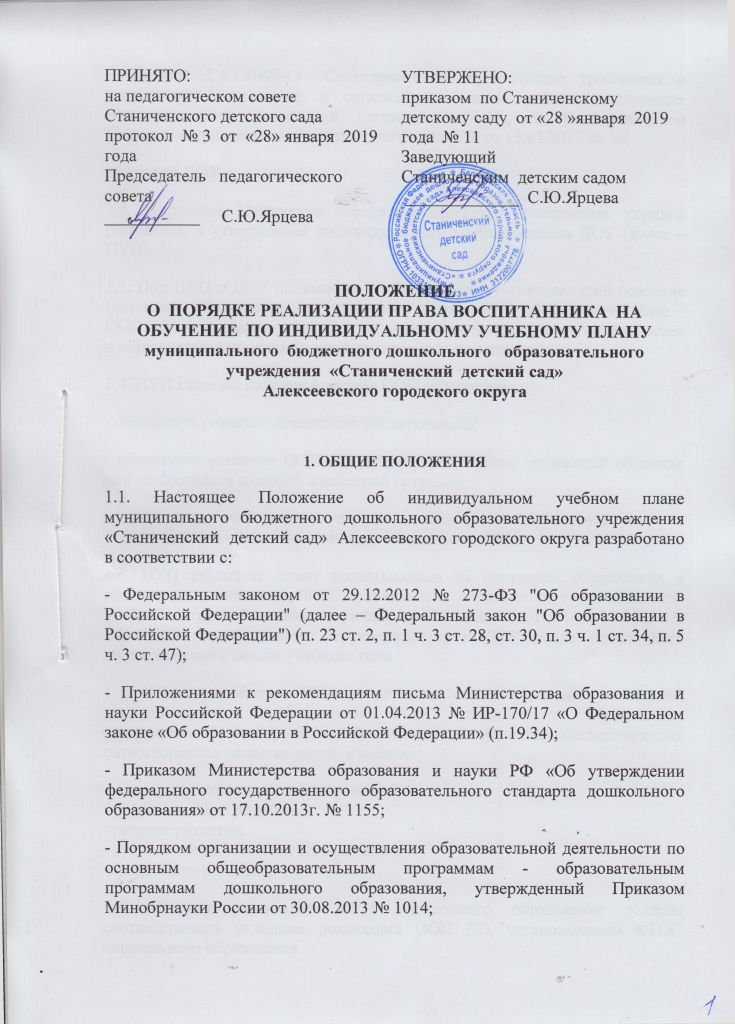 ПРИНЯТО:
на педагогическом совете
Станиченского детского сада
протокол № 3 от «28» января 2019
года
Председатель педагогического
совета
С.Ю.Ярцева
УТВЕРЖДЕНО:
приказом по Станиченскому
детскому саду от «28 »января 2019
года № 11
Заведующий
Станиченским детским садом
С.Ю.Ярцева
Станиченский
детский
сад
ПОЛОЖЕНИЕ
О ПОРЯДКЕ РЕАЛИЗАЦИИ ПРАВА ВОСПИТАННИКА НА
ОБУЧЕНИЕ ПО ИНДИВИДУАЛЬНОМУ УЧЕБНОМУ ПЛАНУ
муниципального бюджетного дошкольного образовательного
учреждения «Станиченский детский сад»
Алексеевского городского округа
1. ОБЩИЕ ПОЛОЖЕНИЯ
1.1. Настоящее Положение об индивидуальном учебном плане
муниципального бюджетного дошкольного образовательного учреждения
«Станиченский детский сад» Алексеевского городского округа разработано
в соответствии с:
- Федеральным законом от 29.12.2012 № 273-ФЗ "Об образовании в
Российской Федерации" (далее – Федеральный закон "Об образовании в
Российской Федерации") (п. 23 ст. 2, п. 1 ч. 3 ст. 28, ст. 30, п. 3 ч. 1 ст. 34, п. 5
ч. 3 ст. 47);
- Приложениями к рекомендациям письма Министерства образования и
науки Российской Федерации от 01.04.2013 № ИР-170/17 «О Федеральном
законе «Об образовании в Российской Федерации» (п.19.34);
- Приказом Министерства образования и науки РФ «Об утверждении
федерального государственного образовательного стандарта дошкольного
образования» от 17.10.2013г. № 1155;
- Порядком организации и осуществления образовательной деятельности по
основным общеобразовательным программам - образовательным
программам дошкольного образования, утвержденный Приказом
Минобрнауки России от 30.08.2013 № 1014;
1